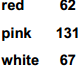 red 62
pink 131
white 67